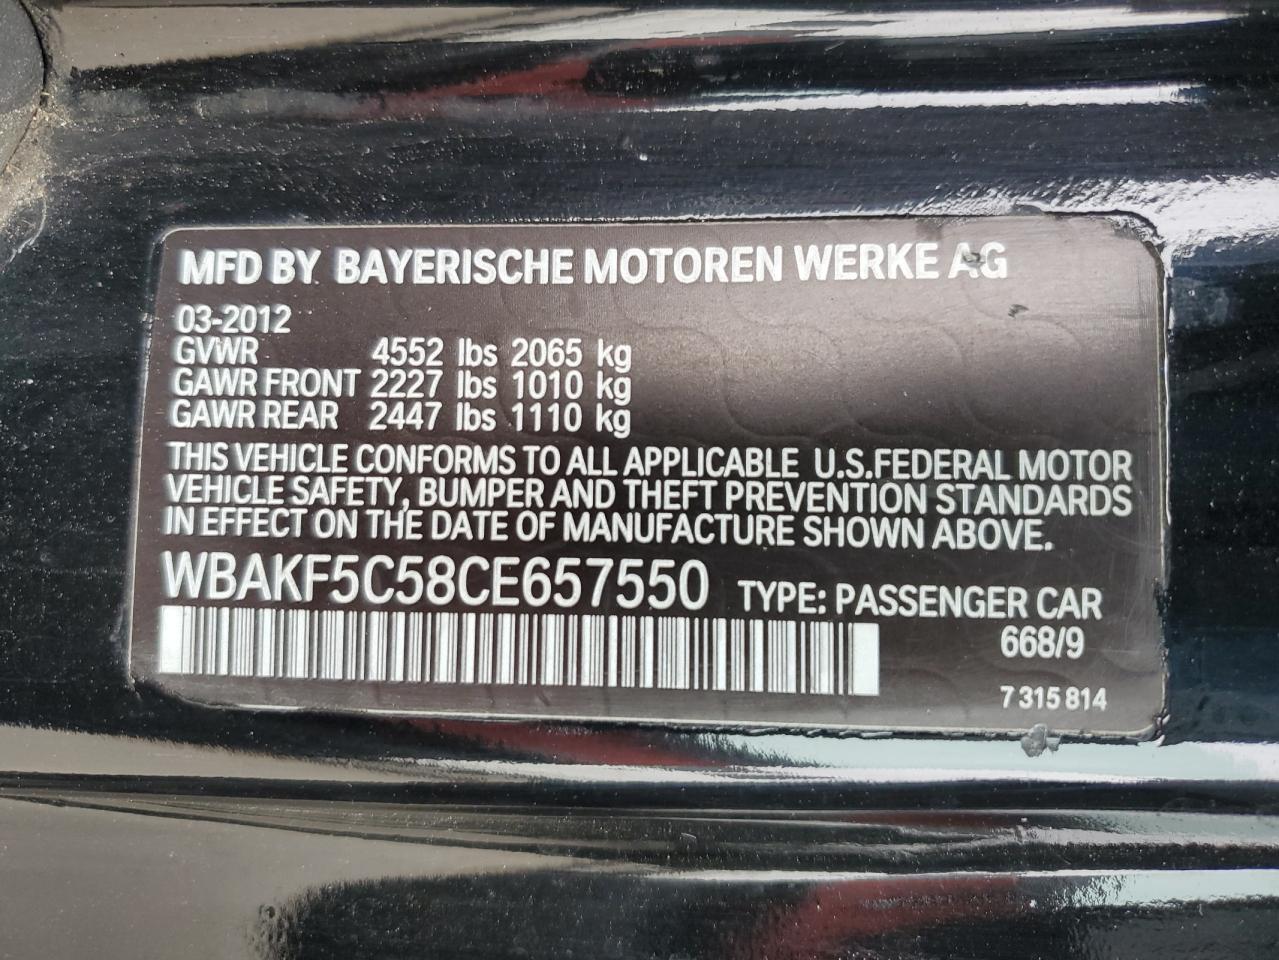 MFD BY BAYERISCHE MOTOREN WERKE AG
03-2012
GVWR 4552 lbs 2065 kg
GAWR FRONT 2227 lbs 1010 kg
GAWR REAR 2447 lbs 1110 kg
THIS VEHICLE CONFORMS TO ALL APPLICABLE U.S.FEDERAL MOTOR
VEHICLE SAFETY, BUMPER AND THEFT PREVENTION STANDARDS
IN EFFECT ON THE DATE OF MANUFACTURE SHOWN ABOVE.
WBAKF5C58CE657550 TYPE: PASSENGER CAR
668/9
7 315 814